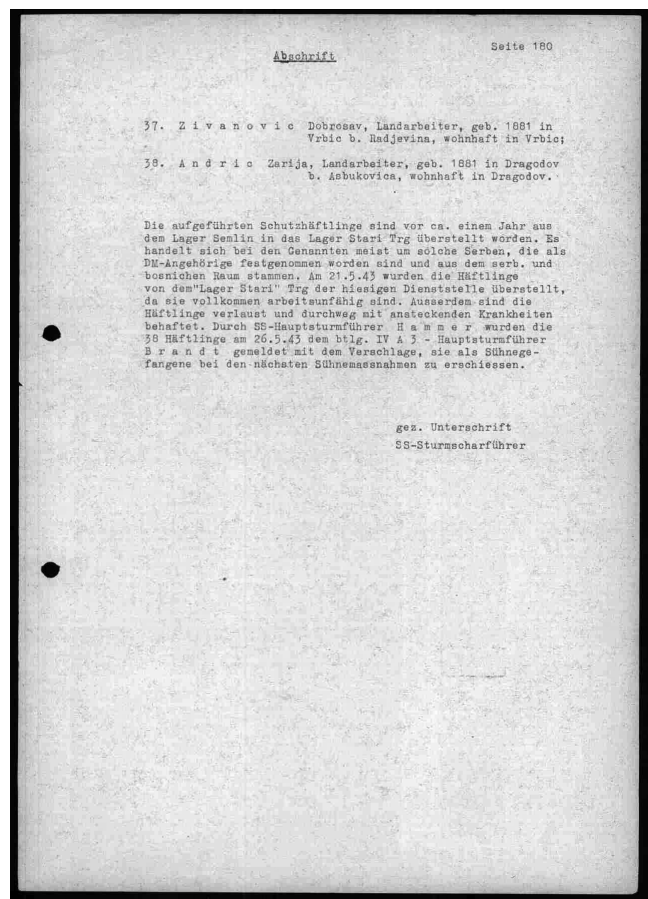 Seite 180
Abschrift
37. Z i v a n o v i c Dobrosav, Landarbeiter, geb. 1881 in
Vrbic b. Radjevina, wohnhaft in Vrbic;
38. A n d r i c Zarija, Landarbeiter, geb. 1881 in Dragodov
b. Asbukovica, wohnhaft in Dragodov.
Die aufgeführten Schutzhäftlinge sind vor ca. einem Jahr aus
dem Lager Semlin in das Lager Stari Trg überstellt worden. Es
handelt sich bei den Genannten meist um solche Serben, die als
DM-Angehörige festgenommen worden sind und aus dem serb. und
bosnichen Raum stammen. Am 21.5.43 wurden die Häftlinge
von dem"Lager Stari" Trg der hiesigen Dienststelle überstellt,
da sie vollkommen arbeitsunfähig sind. Ausserdem sind die
Häftlinge verlaust und durchweg mit ansteckenden Krankheiten
behaftet. Durch SS-Hauptsturmführer H a m m e r wurden die
38 Häftlinge am 26.5.43 dem btlg. IV A 3 - Hauptsturmführer
B r a n d t gemeldet mit dem Verschlage, sie als Sühnege-
fangene bei den nächsten Sühnemassnahmen zu erschiessen.
gez. Unterschrift
SS-Sturmscharführer